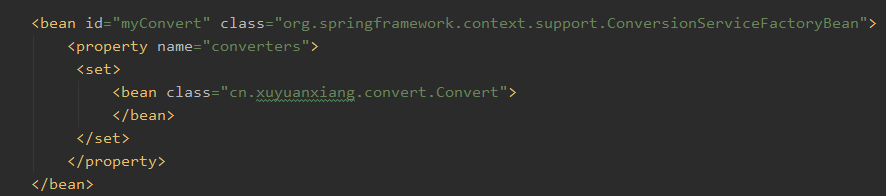 <bean id="myConvert" class="org.springframework.context.support.ConversionServiceFactoryBean">
<property name="converters">
<set>
<bean class="cn.xuyuanxiang.convert.Convert">
</bean>
</set>
</property>
</bean>